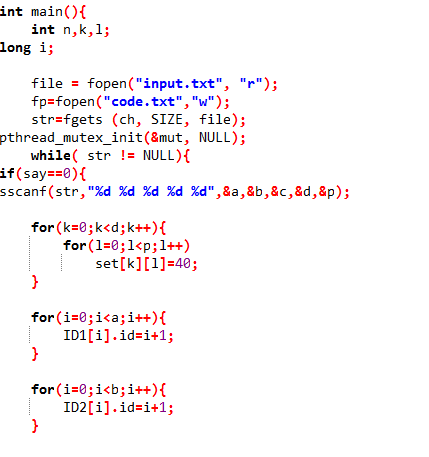 int main(){
    int n,k,l;
long i;

    file = fopen("input.txt", "r");
    fp=fopen("code.txt","w");
    str=fgets (ch, SIZE, file);
pthread_mutex_init(&mut, NULL);
    while( str != NULL){
if(say==0){
sscanf(str,"%d %d %d %d %d",&a,&b,&c,&d,&p);

    for(k=0;k<d;k++){
        for(l=0;l<p;l++)
            set[k][l]=40;
    }

    for(i=0;i<a;i++){
        ID1[i].id=i+1;
    }

    for(i=0;i<b;i++){
        ID2[i].id=i+1;
    }